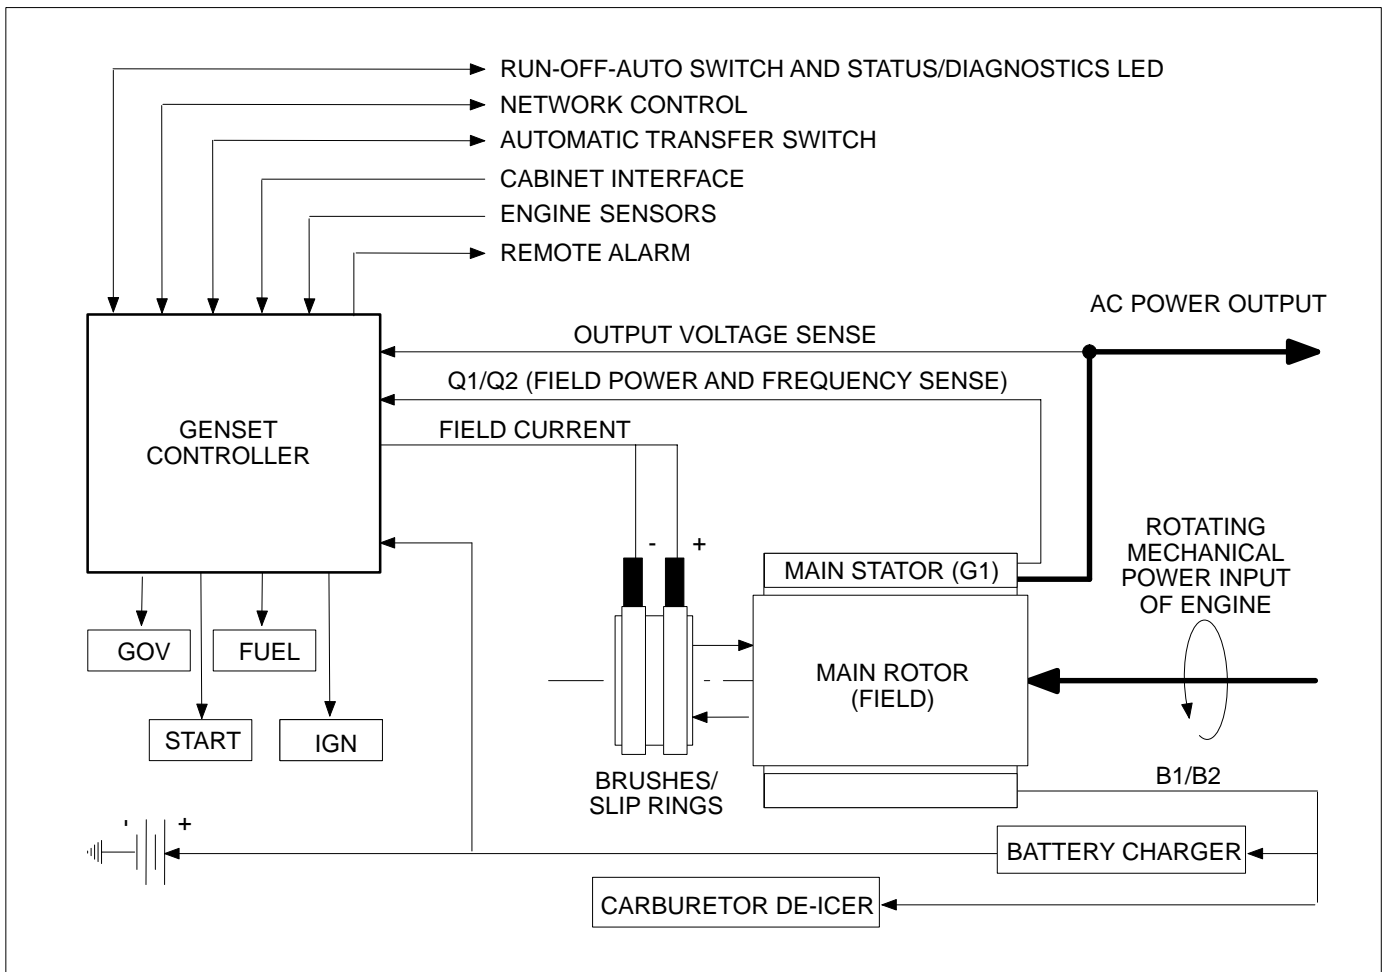 RUN-OFF-AUTO SWITCH AND STATUS/DIAGNOSTICS LED
NETWORK CONTROL
AUTOMATIC TRANSFER SWITCH
CABINET INTERFACE
ENGINE SENSORS
REMOTE ALARM
AC POWER OUTPUT
OUTPUT VOLTAGE SENSE
Q1/Q2 (FIELD POWER AND FREQUENCY SENSE)
FIELD CURRENT
GENSET
CONTROLLER
- +
ROTATING
MECHANICAL
POWER INPUT
OF ENGINE
MAIN STATOR (G1)
MAIN ROTOR
(FIELD)
GOV
FUEL
START
IGN
BRUSHES/
SLIP RINGS
B1/B2
- +
BATTERY CHARGER
CARBURETOR DE-ICER